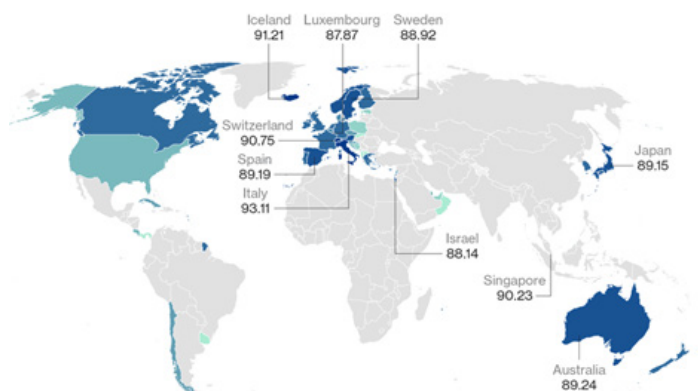 Iceland
91.21
Luxembourg
87.87
Sweden
88.92
Switzerland
90.75
Spain
89.19
Italy
93.11
Japan
89.15
Israel
88.14
Singapore
90.23
Australia
89.24